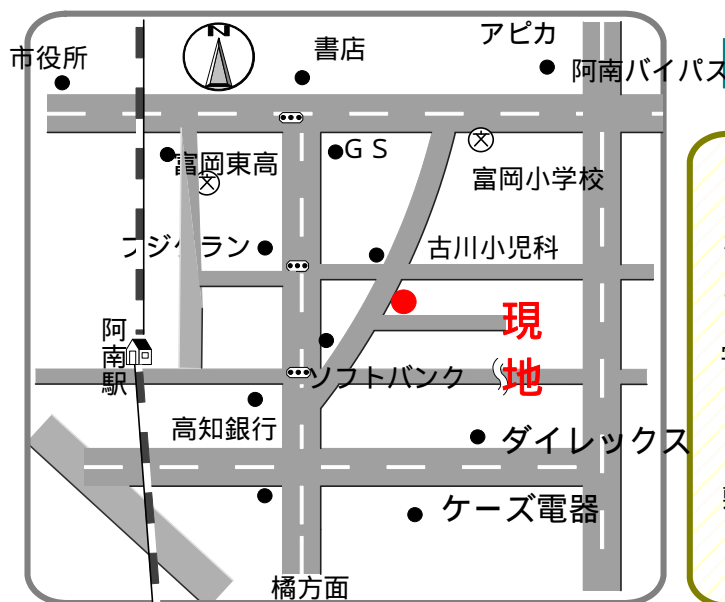 N
書店
アピカ
市役所
阿南バイパス
GS
富岡東高
文
文
富岡小学校
フジグラン
古川小児科
現
地
阿南駅
ソフトバンク
高知銀行
ダイレックス
ケーズ電器
橘方面